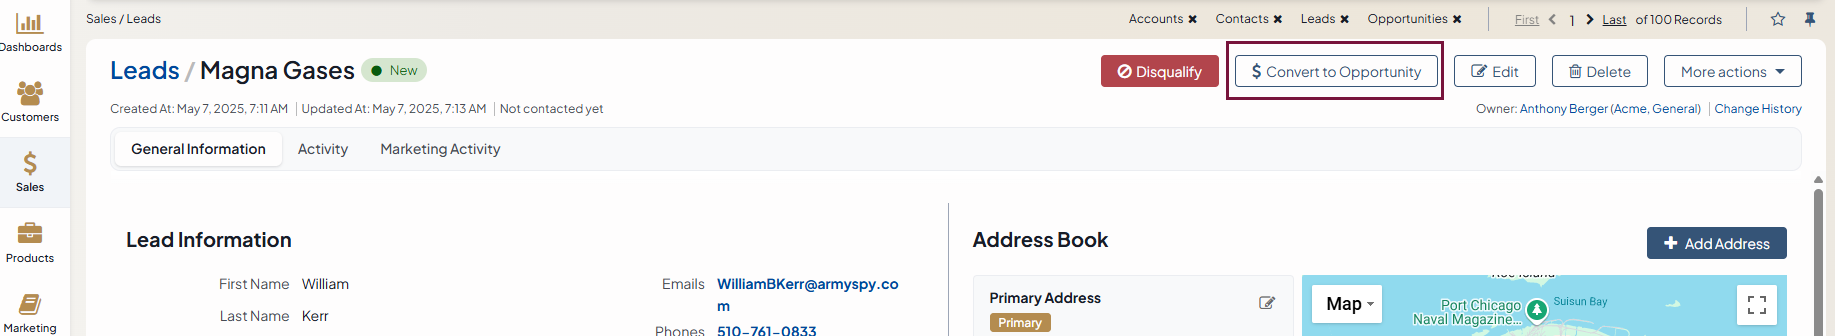 Dashboards
Customers
Sales
Products
Marketing
Sales / Leads
Accounts ✖ Contacts ✖ Leads ✖ Opportunities ✖ First 1 Last of 100 Records
Leads / Magna Gases New
Disqualify $ Convert to Opportunity Edit Delete More actions
Created At: May 7, 2025, 7:11 AM | Updated At: May 7, 2025, 7:13 AM | Not contacted yet
Owner: Anthony Berger (Acme, General) | Change History
General Information Activity Marketing Activity
Lead Information
First Name William
Last Name Kerr
Emails WilliamBKerr@armyspy.co
m
Phones 510-761-0833
Address Book
+ Add Address
Primary Address
Primary
Map
Port Chicago
Naval Magazine...
Suisun Bay